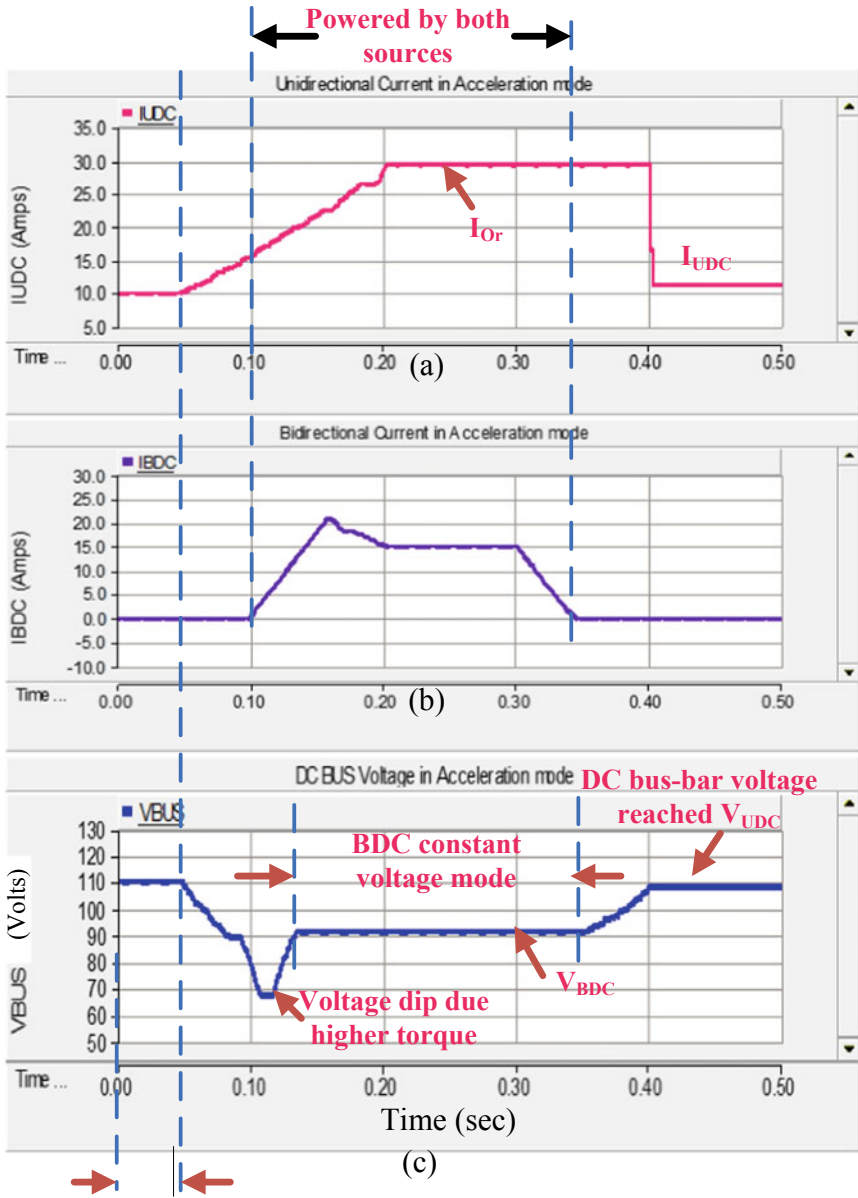 Powered by both
sources
Unidirectional Current in Acceleration mode
IUDC
35.0
30.0
25.0
20.0
15.0
10.0
5.0
IUDC (Amps)
I_Or
I_UDC
Time ...
0.00 0.10 0.20 0.30 0.40 0.50
(a)
Bidirectional Current in Acceleration mode
IBDC
30.0
25.0
20.0
15.0
10.0
5.0
0.0
-5.0
-10.0
IBDC (Amps)
Time ...
0.00 0.10 0.20 0.30 0.40 0.50
(b)
DC BUS Voltage in Acceleration mode
VBUS
130
120
110
100
90
80
70
60
50
VBUS (Volts)
DC bus-bar voltage
reached V_UDC
BDC constant
voltage mode
V_BDC
Voltage dip due
higher torque
Time ...
0.00 0.10 0.20 0.30 0.40 0.50
Time (sec)
(c)